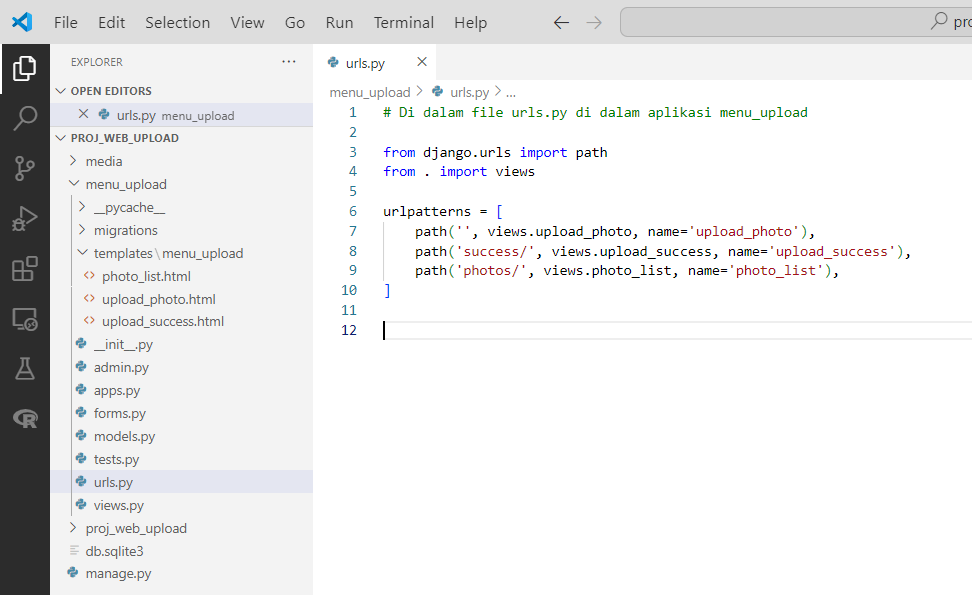 File Edit Selection View Go Run Terminal Help
EXPLORER
OPEN EDITORS
urls.py menu_upload
PROJ_WEB_UPLOAD
media
menu_upload
__pycache__
migrations
templates\menu_upload
photo_list.html
upload_photo.html
upload_success.html
__init__.py
admin.py
apps.py
forms.py
models.py
tests.py
urls.py
views.py
proj_web_upload
db.sqlite3
manage.py
urls.py
menu_upload > urls.py > ...
1 # Di dalam file urls.py di dalam aplikasi menu_upload
2
3 from django.urls import path
4 from . import views
5
6 urlpatterns = [
7 path('', views.upload_photo, name='upload_photo'),
8 path('success/', views.upload_success, name='upload_success'),
9 path('photos/', views.photo_list, name='photo_list'),
10 ]
11
12